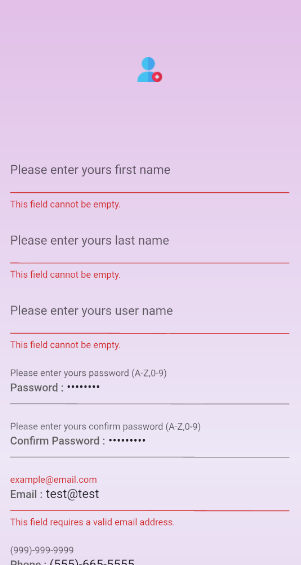 Please enter yours first name
This field cannot be empty.
Please enter yours last name
This field cannot be empty.
Please enter yours user name
This field cannot be empty.
Please enter yours password (A-Z,0-9)
Password : ••••••••
Please enter yours confirm password (A-Z,0-9)
Confirm Password : •••••••••
example@email.com
Email : test@test
This field requires a valid email address.
(999)-999-9999
Phone : (555)-665-5555